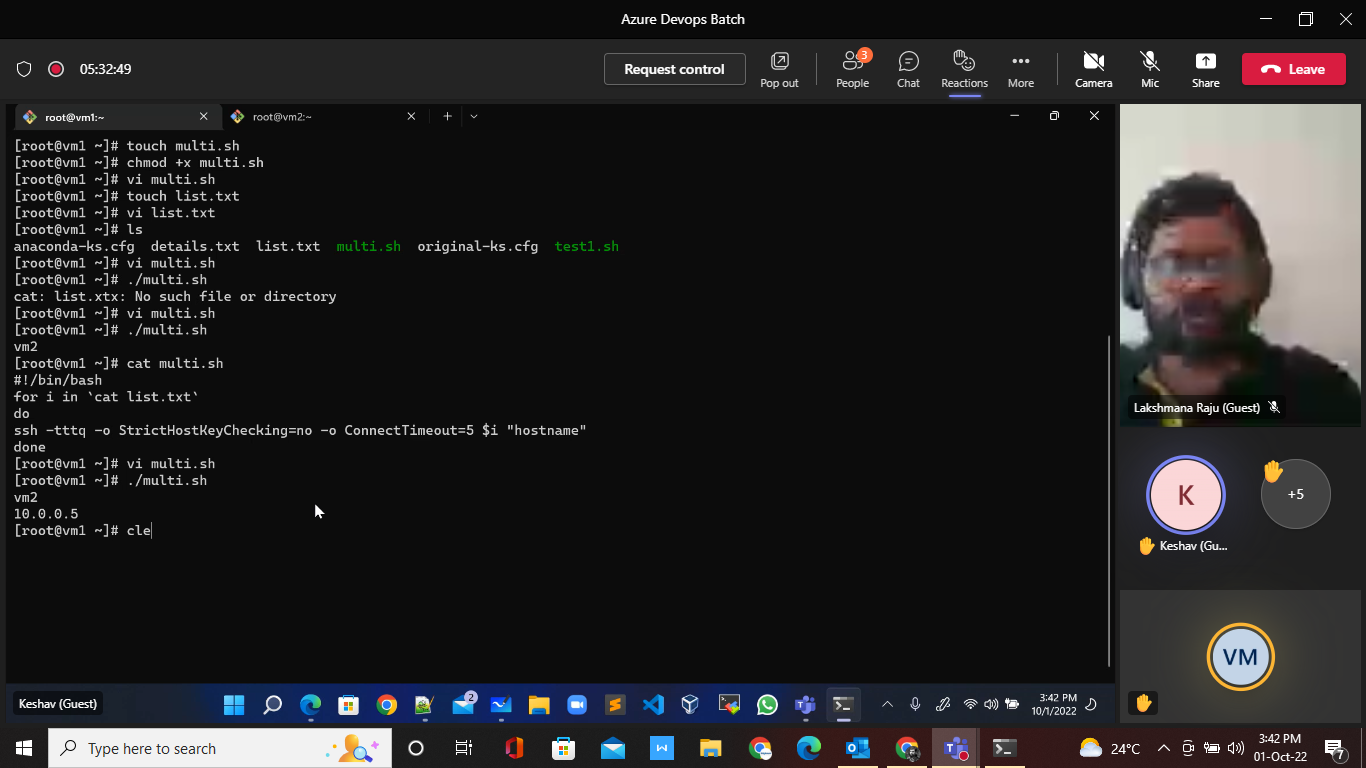 Azure Devops Batch
05:32:49
Request control
Pop out
3
People
Chat
Reactions
More
Camera
Mic
Share
Leave
root@vm1:~
root@vm2:~
[root@vm1 ~]# touch multi.sh
[root@vm1 ~]# chmod +x multi.sh
[root@vm1 ~]# vi multi.sh
[root@vm1 ~]# touch list.txt
[root@vm1 ~]# vi list.txt
[root@vm1 ~]# ls
anaconda-ks.cfg  details.txt  list.txt  multi.sh  original-ks.cfg  test1.sh
[root@vm1 ~]# vi multi.sh
[root@vm1 ~]# ./multi.sh
cat: list.xtx: No such file or directory
[root@vm1 ~]# vi multi.sh
[root@vm1 ~]# ./multi.sh
vm2
[root@vm1 ~]# cat multi.sh
#!/bin/bash
for i in `cat list.txt`
do
ssh -tttq -o StrictHostKeyChecking=no -o ConnectTimeout=5 $i "hostname"
done
[root@vm1 ~]# vi multi.sh
[root@vm1 ~]# ./multi.sh
vm2
10.0.0.5
[root@vm1 ~]# cle
Lakshmana Raju (Guest)
K
Keshav (Gu...
+5
VM
Keshav (Guest)
2
3:42 PM
10/1/2022
Type here to search
W
24°C
3:42 PM
01-Oct-22
7